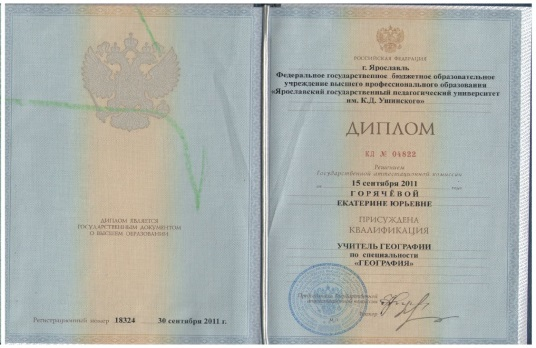 ДИПЛОМ ЯВЛЯЕТСЯ
ГОСУДАРСТВЕННЫМ ДОКУМЕНТОМ
О ВЫСШЕМ ОБРАЗОВАНИИ
Регистрационный номер 18324 30 сентября 2011 г.
РОССИЙСКАЯ ФЕДЕРАЦИЯ
г. Ярославль
Федеральное государственное бюджетное образовательное
учреждение высшего профессионального образования
«Ярославский государственный педагогический университет
им. К.Д. Ушинского»
ДИПЛОМ
КЗ № 04822
Решением
Государственной аттестационной комиссии
от 15 сентября 2011 года
ГОРЯЧЁВОЙ
ЕКАТЕРИНЕ ЮРЬЕВНЕ
ПРИСУЖДЕНА
КВАЛИФИКАЦИЯ
УЧИТЕЛЬ ГЕОГРАФИИ
по специальности
«ГЕОГРАФИЯ»
Председатель Государственной
аттестационной комиссии
Ректор